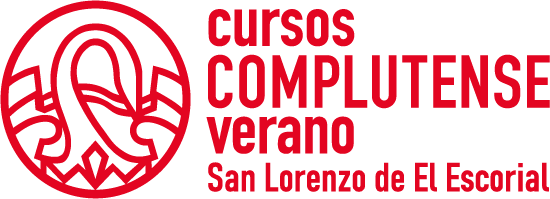 cursos
COMPLUTENSE
verano
San Lorenzo de El Escorial